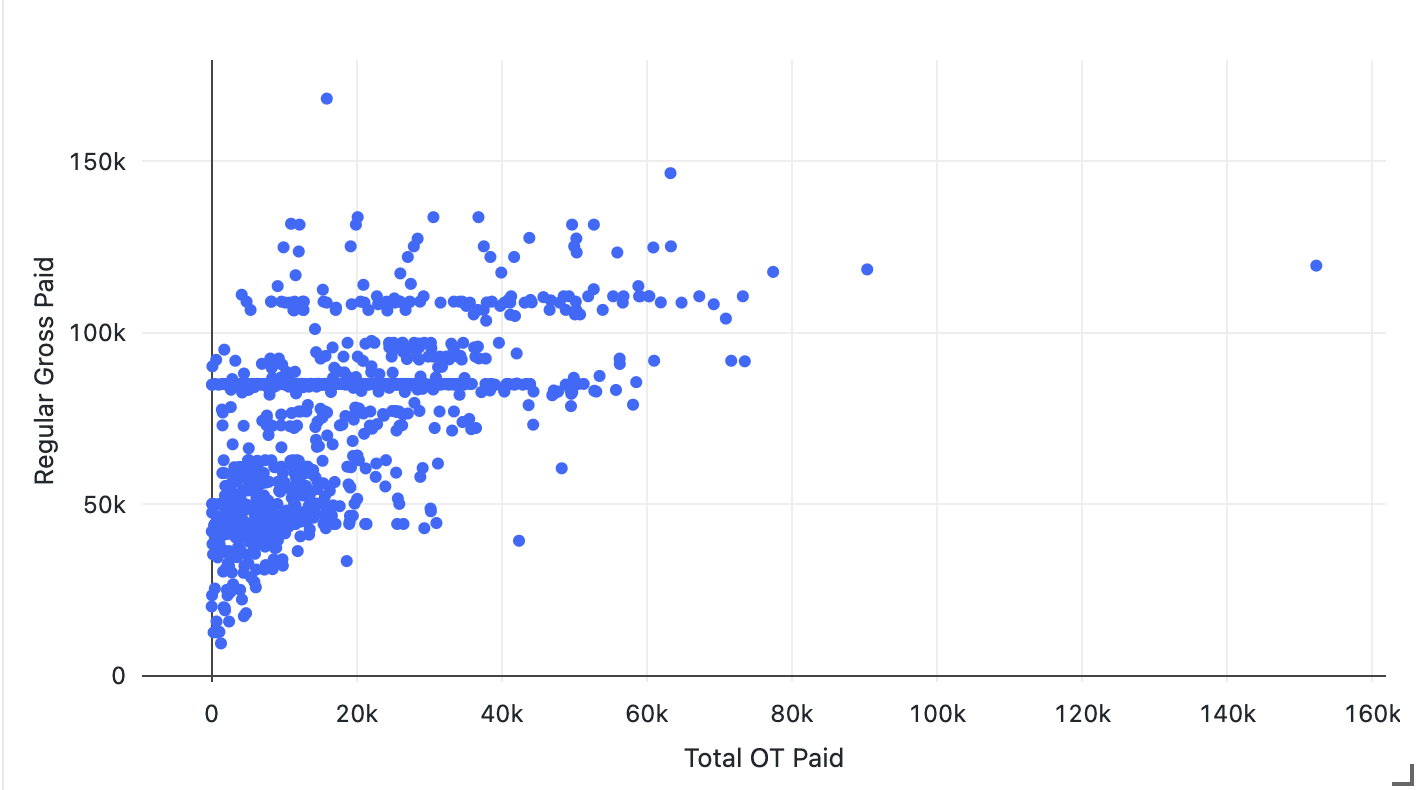 150k
100k
50k
0
Regular Gross Paid
0 20k 40k 60k 80k 100k 120k 140k 160k
Total OT Paid